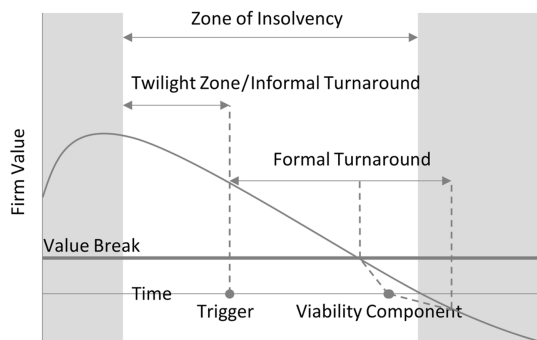 Zone of Insolvency
Twilight Zone/Informal Turnaround
Formal Turnaround
Firm Value
Value Break
Time
Trigger
Viability Component